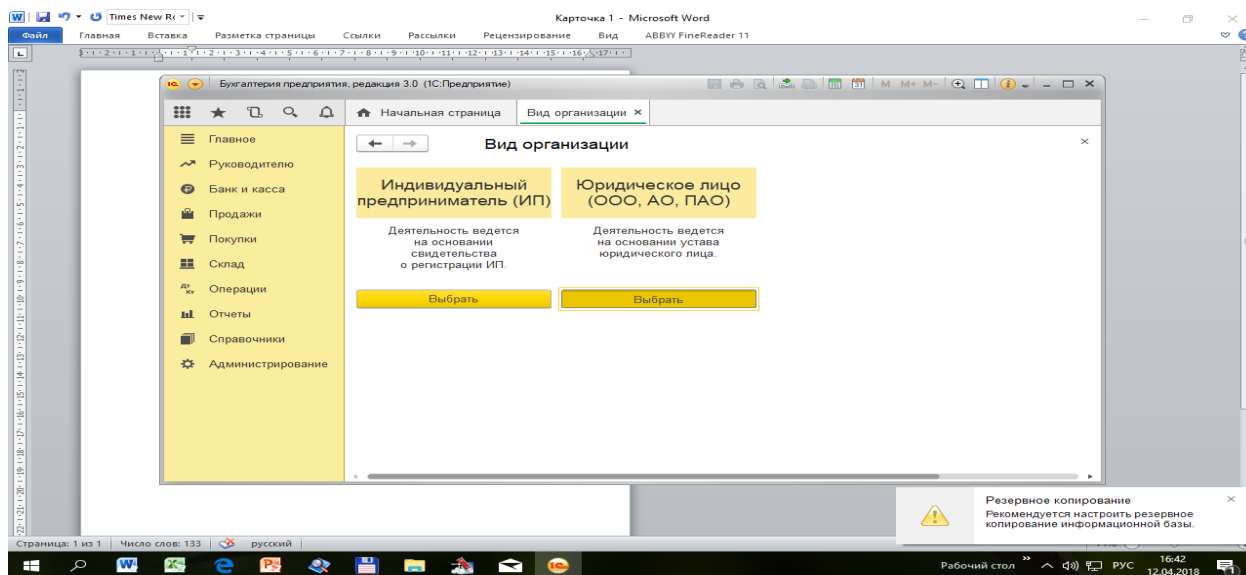 Times New Ro
Карточка 1 - Microsoft Word
Файл Главная Вставка Разметка страницы Ссылки Рассылки Рецензирование Вид ABBYY FineReader 11
Бухгалтерия предприятия, редакция 3.0 (1С:Предприятие)
M M+ M-
Начальная страница Вид организации
Главное
Руководителю
Банк и касса
Продажи
Покупки
Склад
Операции
Отчеты
Справочники
Администрирование
Вид организации
Индивидуальный
предприниматель (ИП)
Деятельность ведется
на основании
свидетельства
о регистрации ИП.
Выбрать
Юридическое лицо
(ООО, АО, ПАО)
Деятельность ведется
на основании устава
юридического лица.
Выбрать
Резервное копирование
Рекомендуется настроить резервное
копирование информационной базы.
Страница: 1 из 1 Число слов: 133 русский
Рабочий стол РУС 16:42
12.04.2018